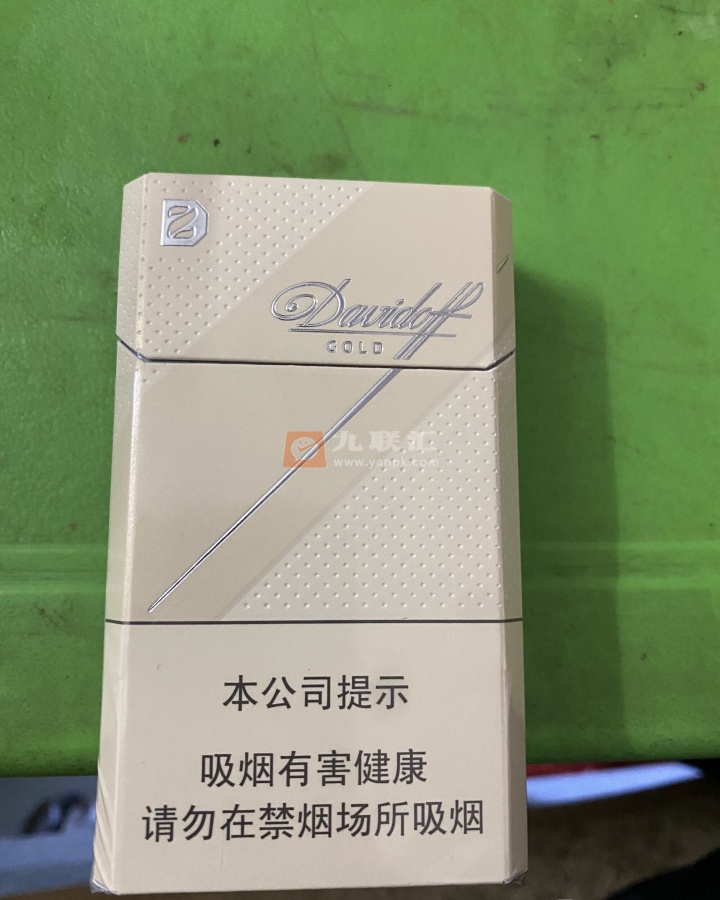 Davidoff
GOLD
九联汇
www.yanpk.com
本公司提示
吸烟有害健康
请勿在禁烟场所吸烟